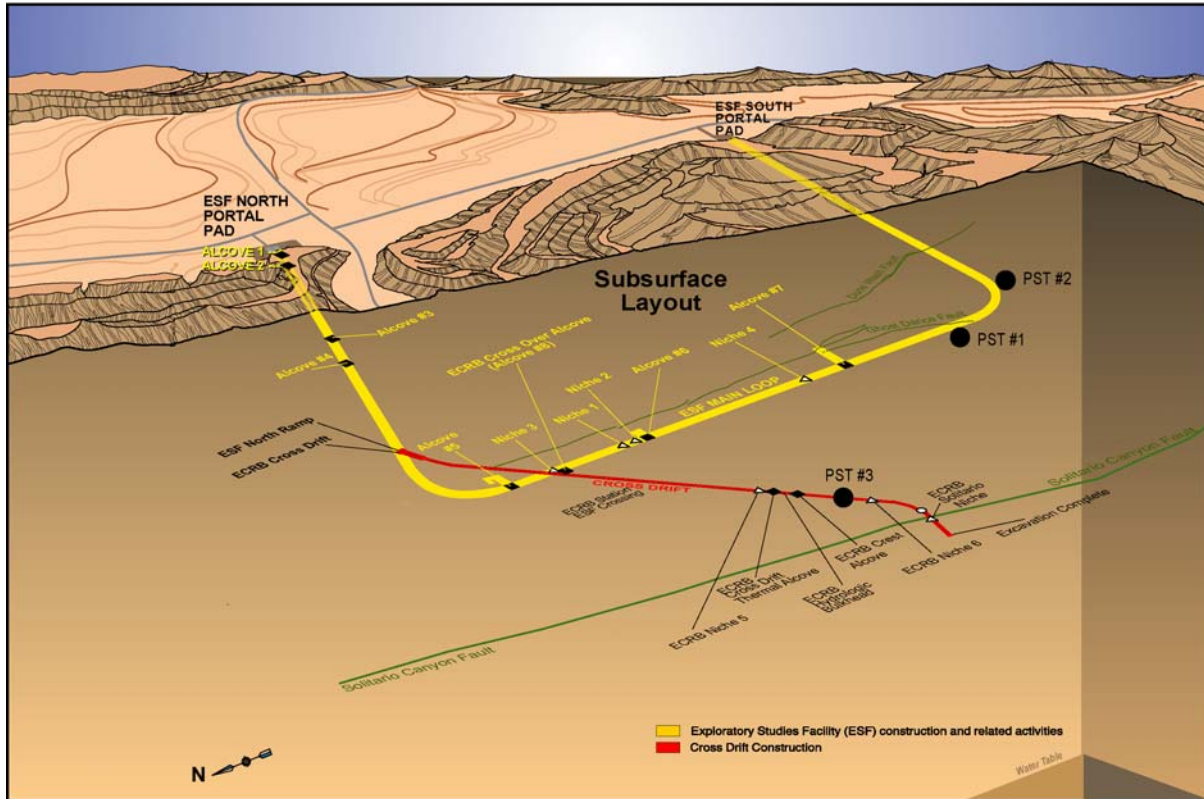 ESF SOUTH
PORTAL
PAD
ESF NORTH
PORTAL
PAD
ALCOVE 1
ALCOVE 2
Subsurface
Layout
PST #2
PST #1
Dune Wash Fault
Ghost Dance Fault
Alcove #3
Alcove #4
ECRB Cross Over Alcove
(Alcove #8)
Alcove #7
Niche 4
Alcove #6
Niche 2
Niche 1
Niche 3
ESF MAIN LOOP
ESF North Ramp
ECRB Cross Drift
Alcove
#5
CROSS DRIFT
ECRB Station
ESF Crossing
PST #3
Solitario Canyon Fault
ECRB
Solitario
Niche
Excavation Complete
ECRB Niche 6
ECRB Crest
Alcove
ECRB
Hydrologic
Bulkhead
ECRB
Cross Drift
Thermal Alcove
ECRB Niche 5
Solitario Canyon Fault
Exploratory Studies Facility (ESF) construction and related activities
Cross Drift Construction
N
Water Table